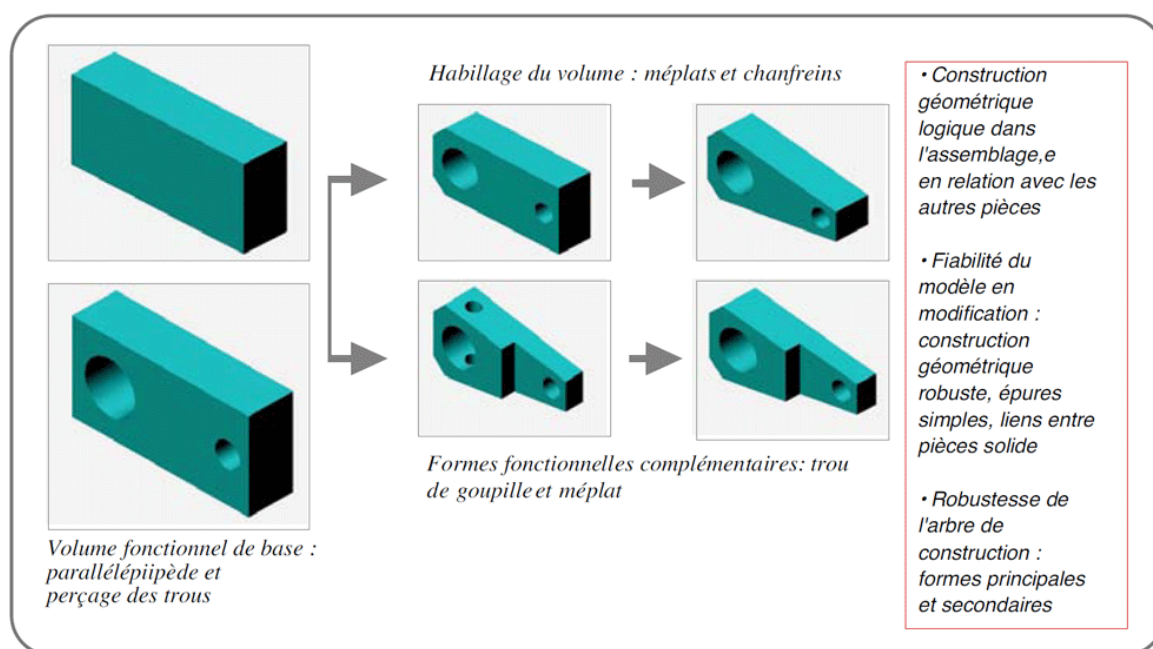 Habillage du volume : méplats et chanfreins
Volume fonctionnel de base :
parallélépiipède et
perçage des trous
Formes fonctionnelles complémentaires: trou
de goupille et méplat
• Construction
géométrique
logique dans
l'assemblage,e
en relation avec les
autres pièces
• Fiabilité du
modèle en
modification :
construction
géométrique
robuste, épures
simples, liens entre
pièces solide
• Robustesse de
l'arbre de
construction :
formes principales
et secondaires